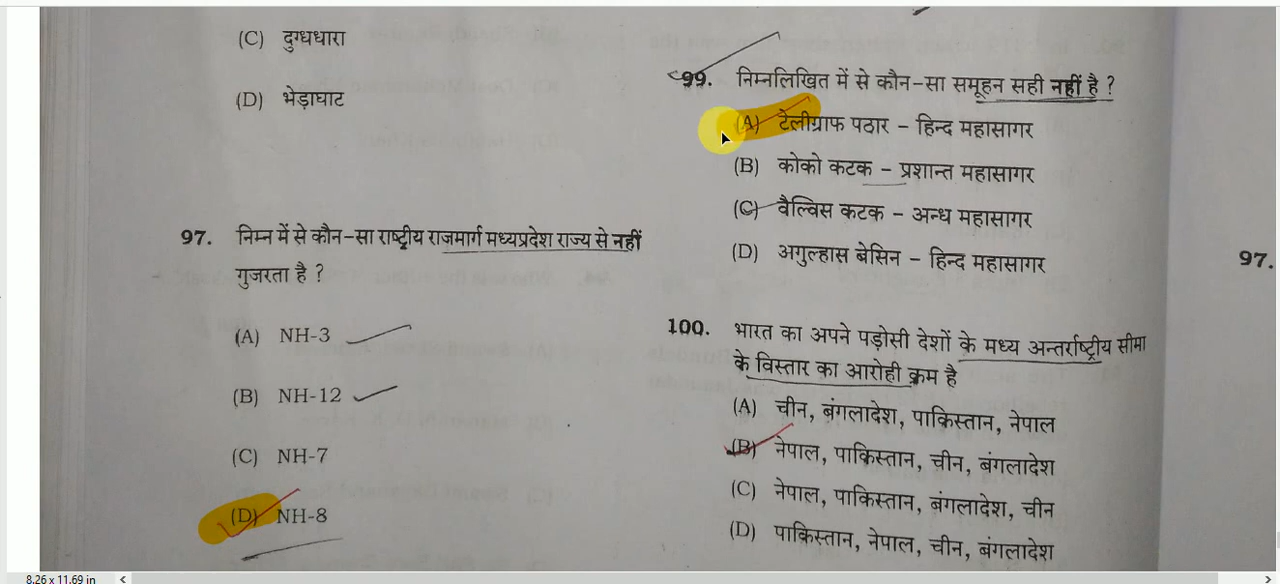 (C) दुग्धधारा
(D) भेड़ाघाट
97. निम्न में से कौन-सा राष्ट्रीय राजमार्ग मध्यप्रदेश राज्य से नहीं
गुजरता है ?
(A) NH-3
(B) NH-12
(C) NH-7
(D) NH-8
99. निम्नलिखित में से कौन-सा समूहन सही नहीं है ?
(A) टेलीग्राफ पठार - हिन्द महासागर
(B) कोको कटक - प्रशान्त महासागर
(C) वैल्विस कटक - अन्ध महासागर
(D) अगुल्हास बेसिन - हिन्द महासागर
100. भारत का अपने पड़ोसी देशों के मध्य अन्तर्राष्ट्रीय सीमा
के विस्तार का आरोही क्रम है
(A) चीन, बंगलादेश, पाकिस्तान, नेपाल
(B) नेपाल, पाकिस्तान, चीन, बंगलादेश
(C) नेपाल, पाकिस्तान, बंगलादेश, चीन
(D) पाकिस्तान, नेपाल, चीन, बंगलादेश
97.
8.26 x 11.69 in